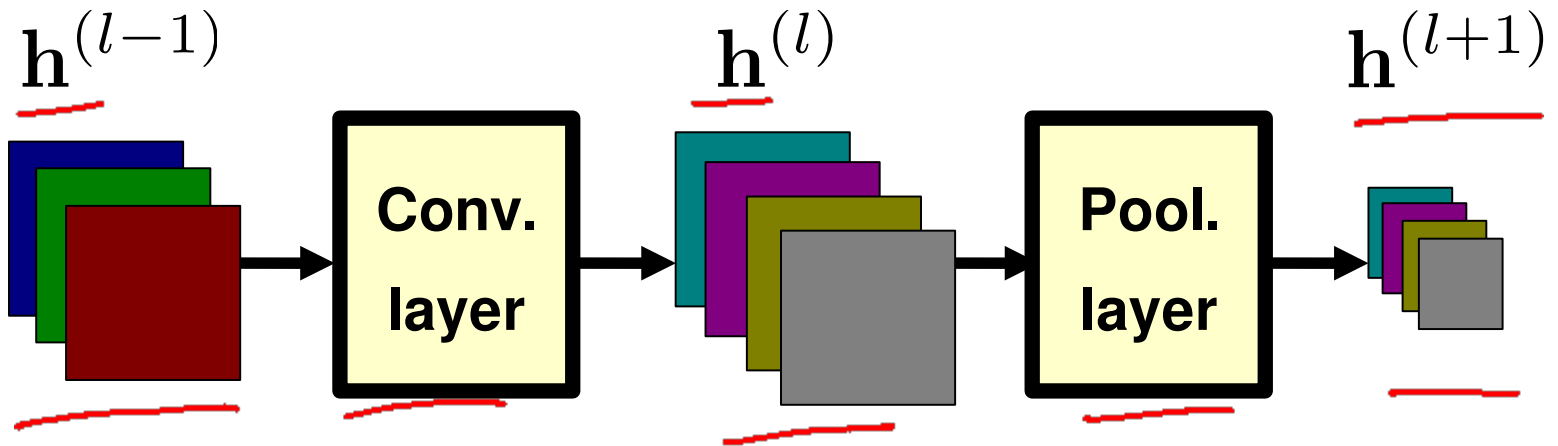 h^{(l-1)}
h^{(l)}
h^{(l+1)}
Conv.
layer
Pool.
layer